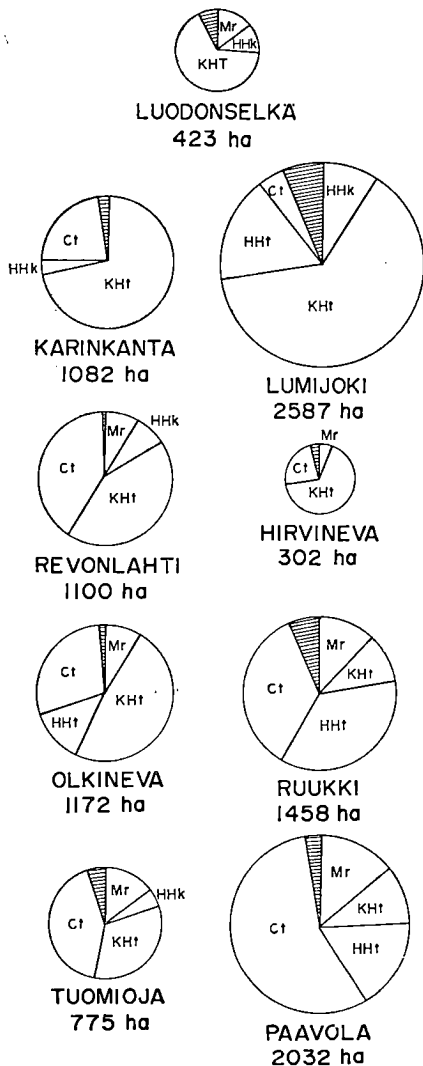 Mr
HHk
KHT
LUODONSELKÄ
423 ha
Ct
HHk
KHt
KARINKANTA
1082 ha
Ct
HHk
HHt
KHt
LUMIJOKI
2587 ha
Mr
HHk
Ct
KHt
REVONLAHTI
1100 ha
Mr
Ct
KHt
HIRVINEVA
302 ha
Mr
Ct
KHt
HHt
OLKINEVA
1172 ha
Mr
Ct
KHt
HHt
RUUKKI
1458 ha
Mr
HHk
Ct
KHt
TUOMIOJA
775 ha
Mr
Ct
KHt
HHt
PAAVOLA
2032 ha